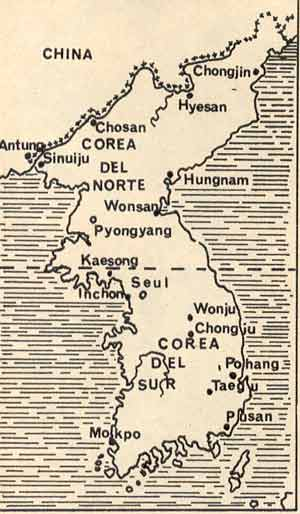 CHINA
Chongjin
Hyesan
Chosan
COREA
Antung
Sinuiju
DEL
NORTE
Hungnam
Wonsan
Pyongyang
Kaesong
Seul
Inchon
Wonju
Chongju
COREA
DEL
Pohang
SUR
Taegu
Pusan
Mokpo